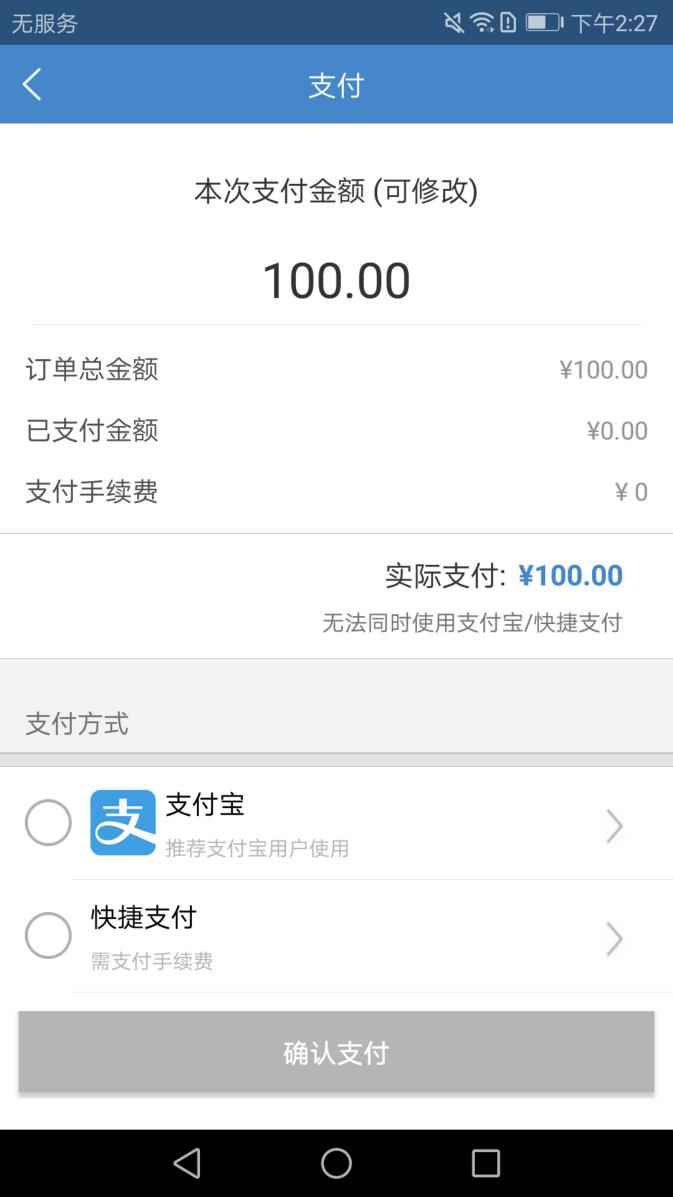 无服务 下午2:27
支付
本次支付金额 (可修改)
100.00
订单总金额 ¥100.00
已支付金额 ¥0.00
支付手续费 ¥ 0
实际支付: ¥100.00
无法同时使用支付宝/快捷支付
支付方式
支 支付宝
推荐支付宝用户使用
快捷支付
需支付手续费
确认支付